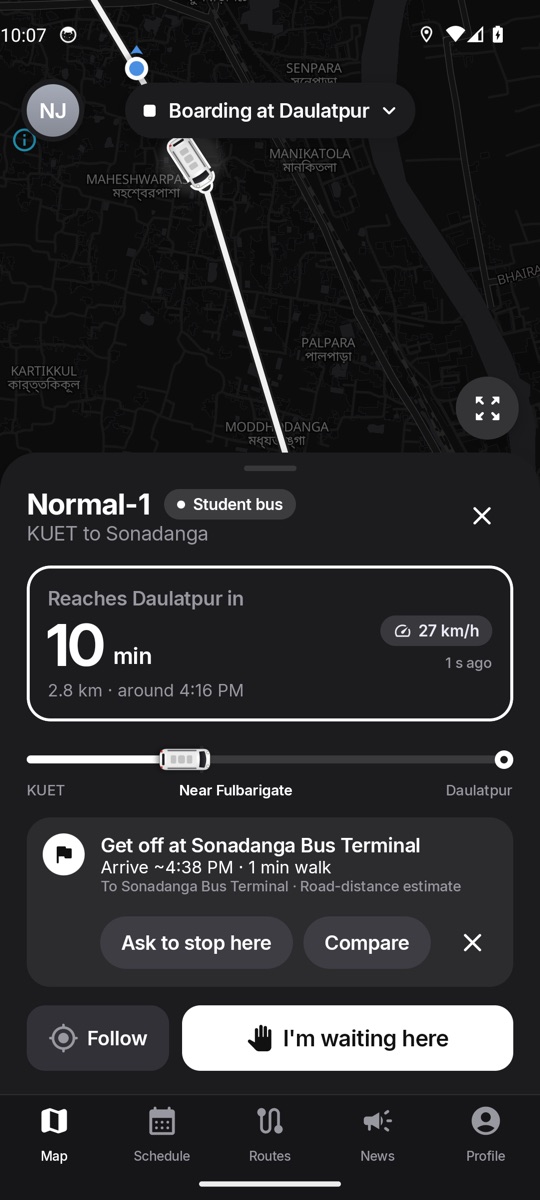 10:07
SENPARA
সেনপাড়া
NJ
Boarding at Daulatpur
MANIKATOLA
মানিকতলা
মহেশ্বরপাশা
BHAIRA
PALPARA
পালপাড়া
KARTIKKUL
কার্ত্তিককূল
Normal-1
Student bus
KUET to Sonadanga
Reaches Daulatpur in
10 min
27 km/h
1 s ago
2.8 km · around 4:16 PM
KUET
Near Fulbarigate
Daulatpur
Get off at Sonadanga Bus Terminal
Arrive ~4:38 PM · 1 min walk
To Sonadanga Bus Terminal · Road-distance estimate
Ask to stop here
Compare
Follow
I'm waiting here
Map
Schedule
Routes
News
Profile